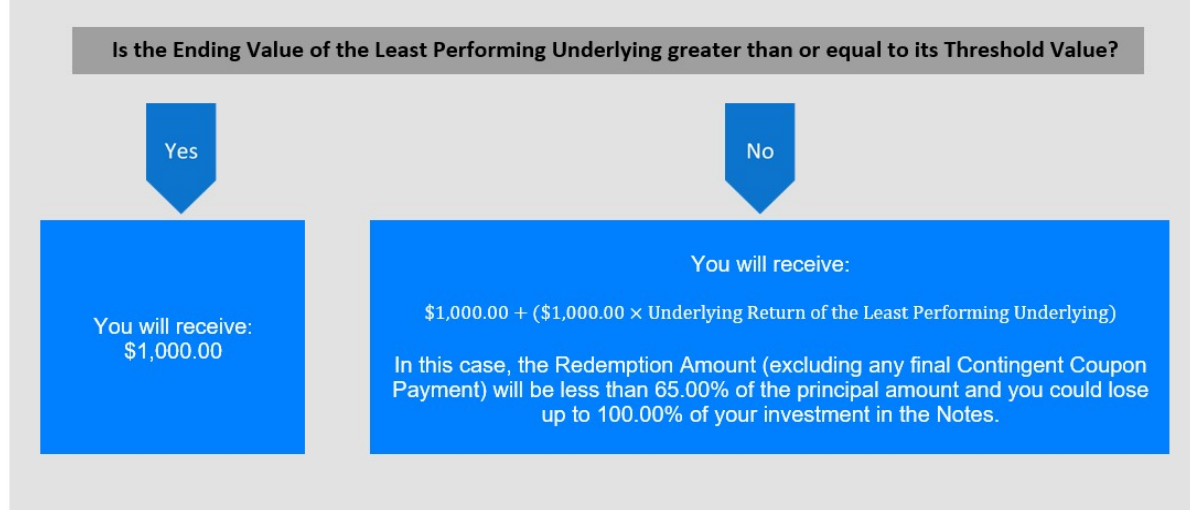 Is the Ending Value of the Least Performing Underlying greater than or equal to its Threshold Value?
Yes
No
You will receive:
$1,000.00
You will receive:
$1,000.00 + ($1,000.00 × Underlying Return of the Least Performing Underlying)
In this case, the Redemption Amount (excluding any final Contingent Coupon
Payment) will be less than 65.00% of the principal amount and you could lose
up to 100.00% of your investment in the Notes.